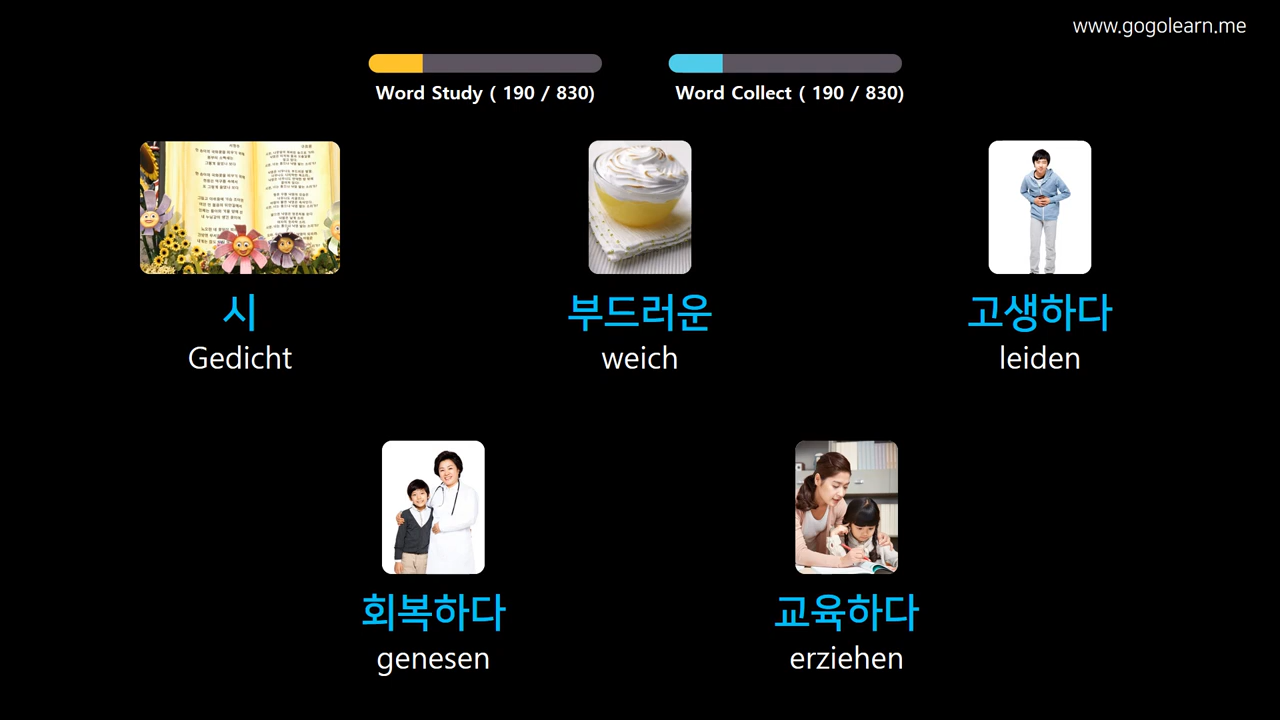 www.gogolearn.me
Word Study ( 190 / 830)
Word Collect ( 190 / 830)
시
Gedicht
부드러운
weich
고생하다
leiden
회복하다
genesen
교육하다
erziehen